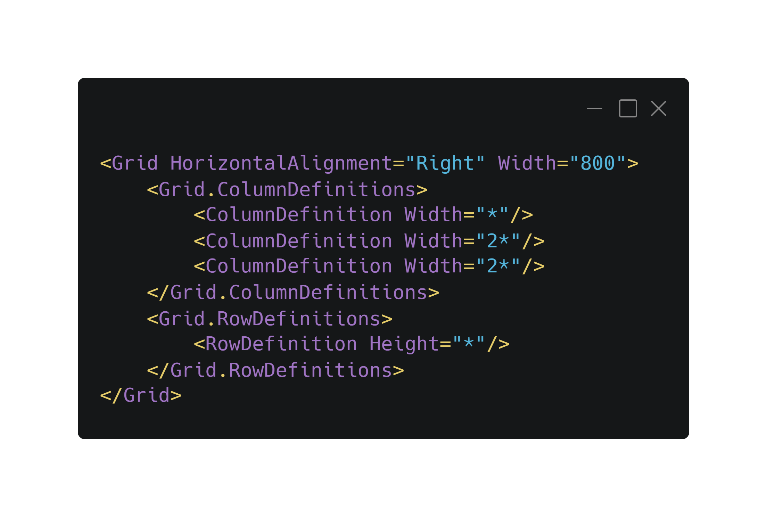 <Grid HorizontalAlignment="Right" Width="800">
    <Grid.ColumnDefinitions>
        <ColumnDefinition Width="*"/>
        <ColumnDefinition Width="2*"/>
        <ColumnDefinition Width="2*"/>
    </Grid.ColumnDefinitions>
    <Grid.RowDefinitions>
        <RowDefinition Height="*"/>
    </Grid.RowDefinitions>
</Grid>